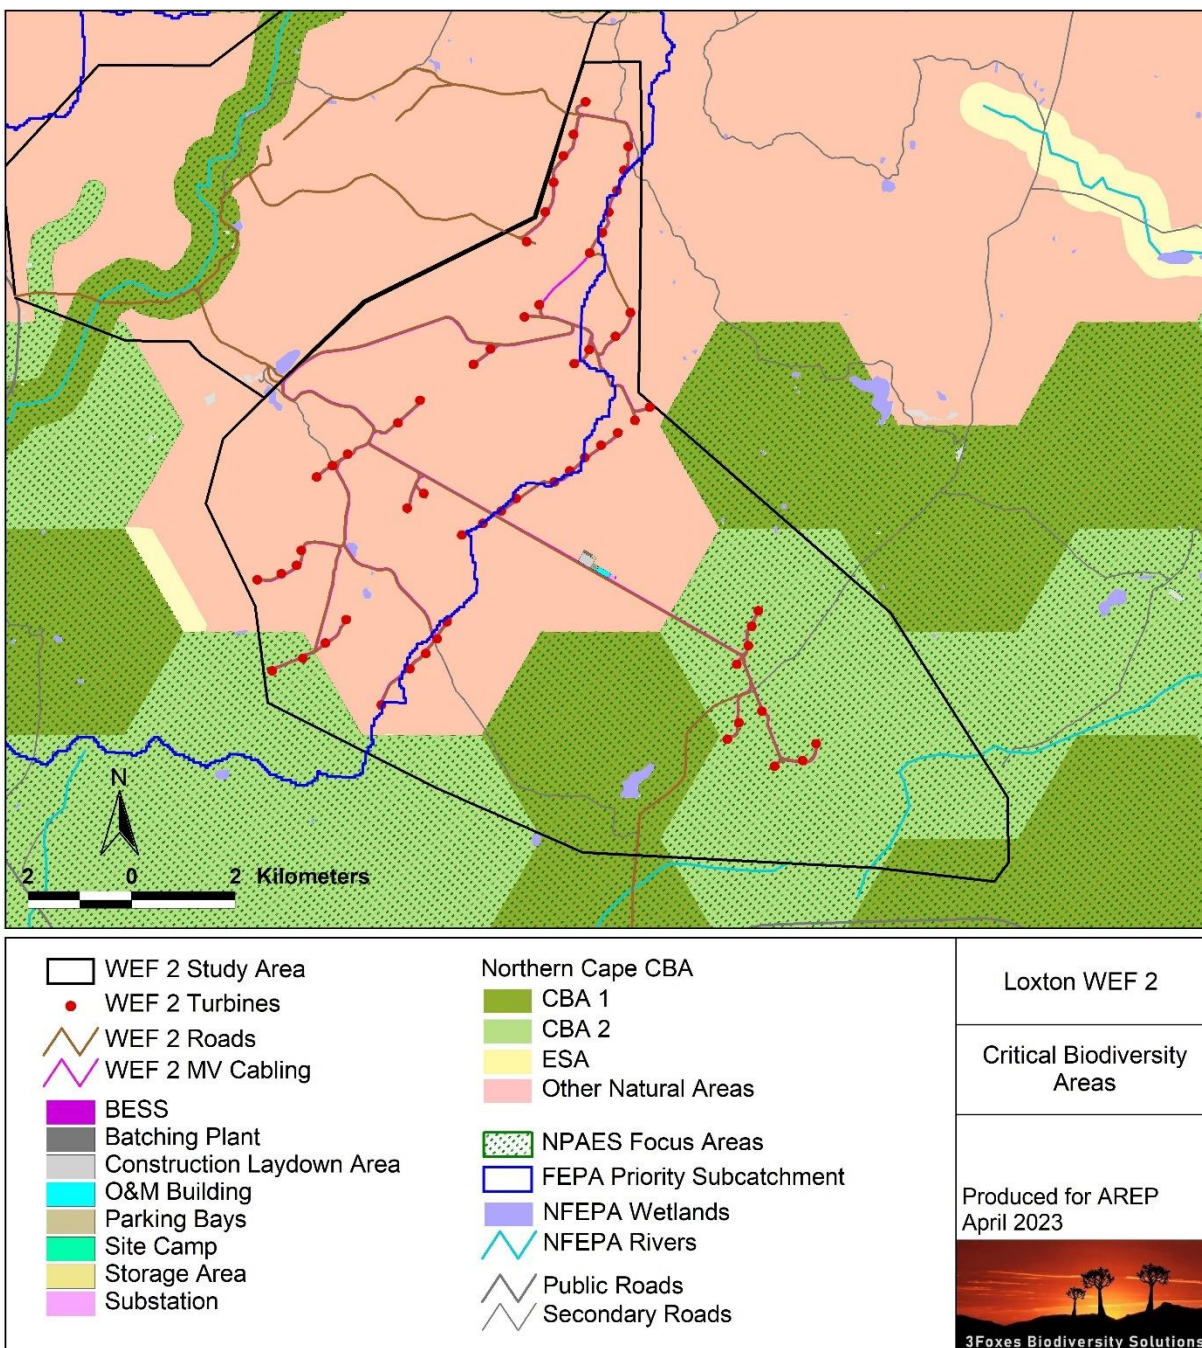 N
2 0 2 Kilometers
WEF 2 Study Area
WEF 2 Turbines
WEF 2 Roads
WEF 2 MV Cabling
BESS
Batching Plant
Construction Laydown Area
O&M Building
Parking Bays
Site Camp
Storage Area
Substation
Northern Cape CBA
CBA 1
CBA 2
ESA
Other Natural Areas
NPAES Focus Areas
FEPA Priority Subcatchment
NFEPA Wetlands
NFEPA Rivers
Public Roads
Secondary Roads
Loxton WEF 2
Critical Biodiversity
Areas
Produced for AREP
April 2023
3Foxes Biodiversity Solutions